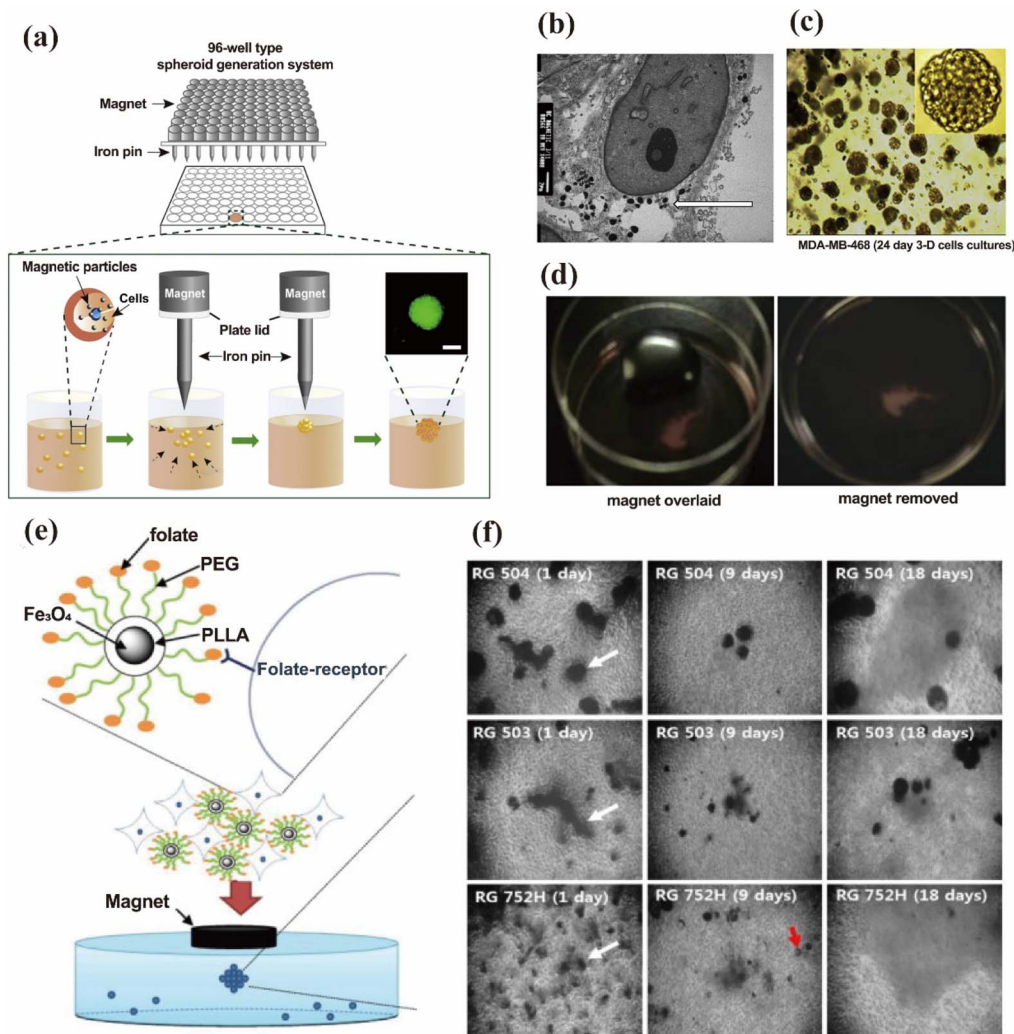 (a)
96-well type
spheroid generation system
Magnet
Iron pin
Magnetic particles
Cells
Magnet
Magnet
Plate lid
Iron pin
(b)
(c)
MDA-MB-468 (24 day 3-D cells cultures)
(d)
magnet overlaid
magnet removed
(e)
folate
PEG
Fe₃O₄
PLLA
Folate-receptor
Magnet
(f)
RG 504 (1 day)
RG 504 (9 days)
RG 504 (18 days)
RG 503 (1 day)
RG 503 (9 days)
RG 503 (18 days)
RG 752H (1 day)
RG 752H (9 days)
RG 752H (18 days)